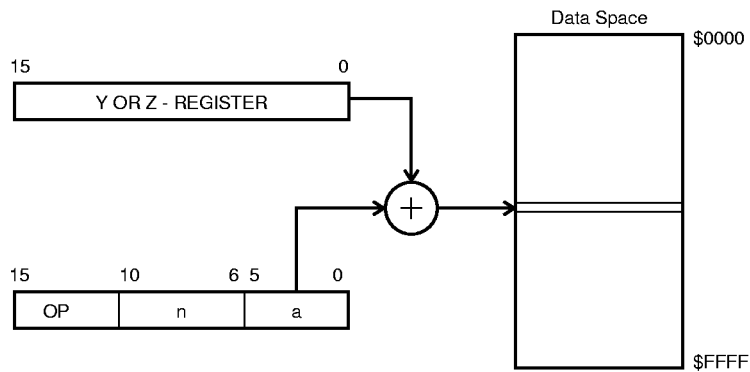 Data Space
$0000
15 0
Y OR Z - REGISTER
+
15 10 6 5 0
OP n a
$FFFF